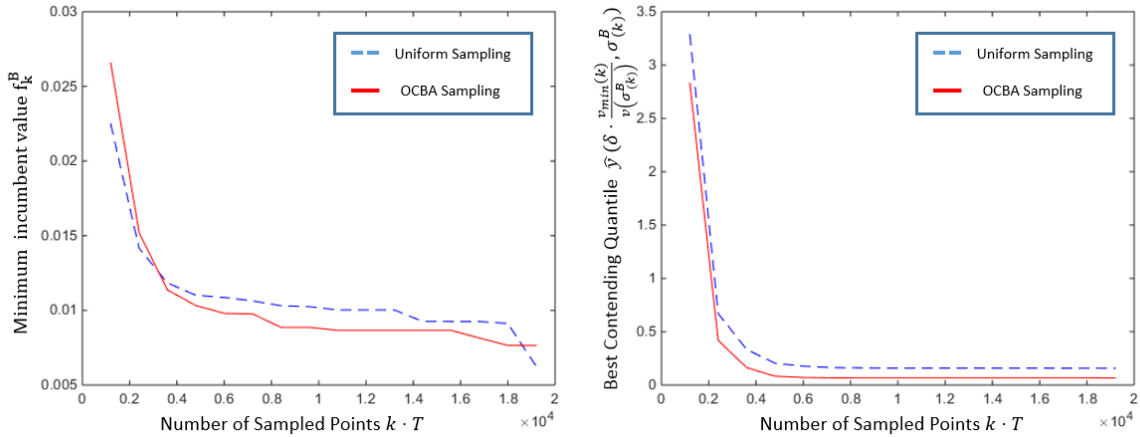 0.03
0.025
0.02
0.015
0.01
0.005
Minimum incumbent value f_k^B
Uniform Sampling
OCBA Sampling
0 0.2 0.4 0.6 0.8 1 1.2 1.4 1.6 1.8 2
×10⁴
Number of Sampled Points k · T
3.5
3
2.5
2
1.5
1
0.5
0
Best Contending Quantile ŷ (δ · v_min(k) / v(σ_(k)^B), σ_(k)^B)
Uniform Sampling
OCBA Sampling
0 0.2 0.4 0.6 0.8 1 1.2 1.4 1.6 1.8 2
×10⁴
Number of Sampled Points k · T